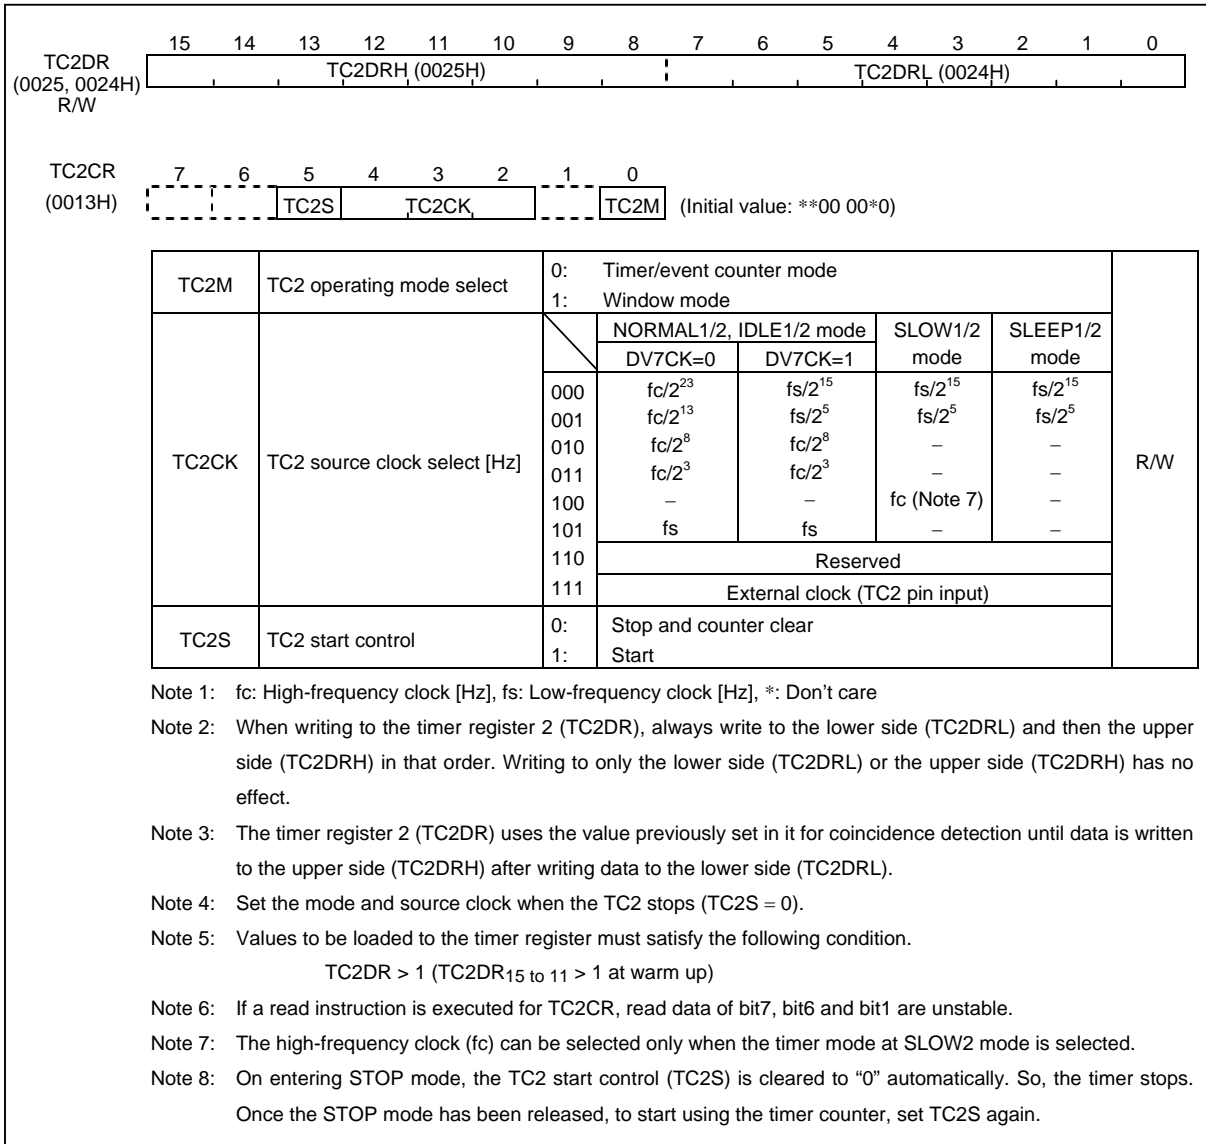 15 14 13 12 11 10 9 8 7 6 5 4 3 2 1 0
TC2DR
(0025, 0024H)
R/W
TC2DRH (0025H) TC2DRL (0024H)
TC2CR
(0013H)
7 6 5 4 3 2 1 0
TC2S TC2CK TC2M (Initial value: **00 00*0)
TC2M TC2 operating mode select
0: Timer/event counter mode
1: Window mode
TC2CK TC2 source clock select [Hz]
NORMAL1/2, IDLE1/2 mode SLOW1/2 mode SLEEP1/2 mode
DV7CK=0 DV7CK=1
000 fc/2^23 fs/2^15 fs/2^15 fs/2^15
001 fc/2^13 fs/2^5 fs/2^5 fs/2^5
010 fc/2^8 fc/2^8 – –
011 fc/2^3 fc/2^3 – –
100 – – fc (Note 7) –
101 fs fs – –
110 Reserved
111 External clock (TC2 pin input)
R/W
TC2S TC2 start control
0: Stop and counter clear
1: Start
Note 1: fc: High-frequency clock [Hz], fs: Low-frequency clock [Hz], *: Don't care
Note 2: When writing to the timer register 2 (TC2DR), always write to the lower side (TC2DRL) and then the upper
side (TC2DRH) in that order. Writing to only the lower side (TC2DRL) or the upper side (TC2DRH) has no
effect.
Note 3: The timer register 2 (TC2DR) uses the value previously set in it for coincidence detection until data is written
to the upper side (TC2DRH) after writing data to the lower side (TC2DRL).
Note 4: Set the mode and source clock when the TC2 stops (TC2S = 0).
Note 5: Values to be loaded to the timer register must satisfy the following condition.
TC2DR > 1 (TC2DR15 to 11 > 1 at warm up)
Note 6: If a read instruction is executed for TC2CR, read data of bit7, bit6 and bit1 are unstable.
Note 7: The high-frequency clock (fc) can be selected only when the timer mode at SLOW2 mode is selected.
Note 8: On entering STOP mode, the TC2 start control (TC2S) is cleared to “0” automatically. So, the timer stops.
Once the STOP mode has been released, to start using the timer counter, set TC2S again.